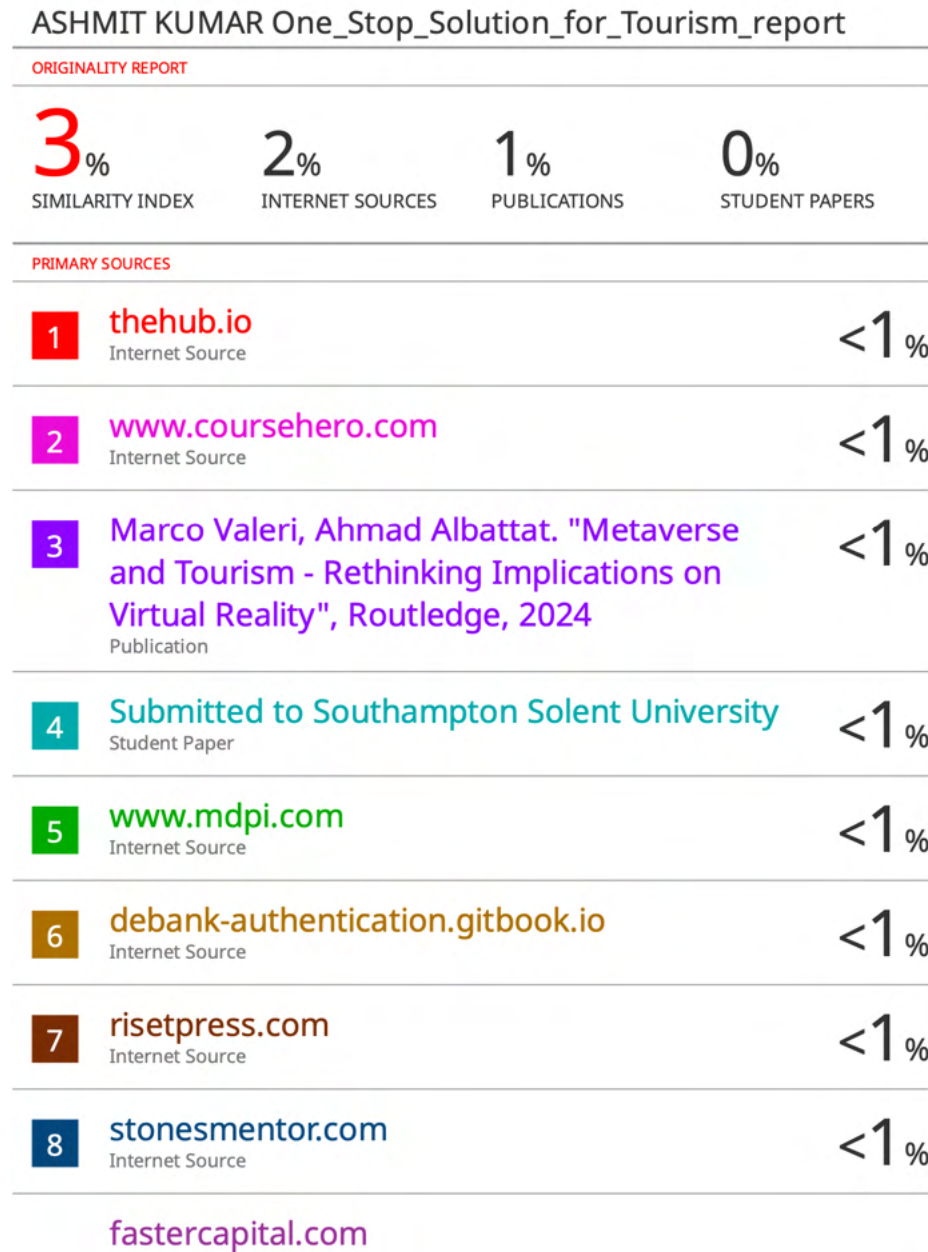 ASHMIT KUMAR One_Stop_Solution_for_Tourism_report
ORIGINALITY REPORT
3% 2% 1% 0%
SIMILARITY INDEX INTERNET SOURCES PUBLICATIONS STUDENT PAPERS
PRIMARY SOURCES
1 thehub.io <1%
Internet Source
2 www.coursehero.com <1%
Internet Source
3 Marco Valeri, Ahmad Albattat. "Metaverse <1%
and Tourism - Rethinking Implications on
Virtual Reality", Routledge, 2024
Publication
4 Submitted to Southampton Solent University <1%
Student Paper
5 www.mdpi.com <1%
Internet Source
6 debank-authentication.gitbook.io <1%
Internet Source
7 risetpress.com <1%
Internet Source
8 stonesmentor.com <1%
Internet Source
fastercapital.com